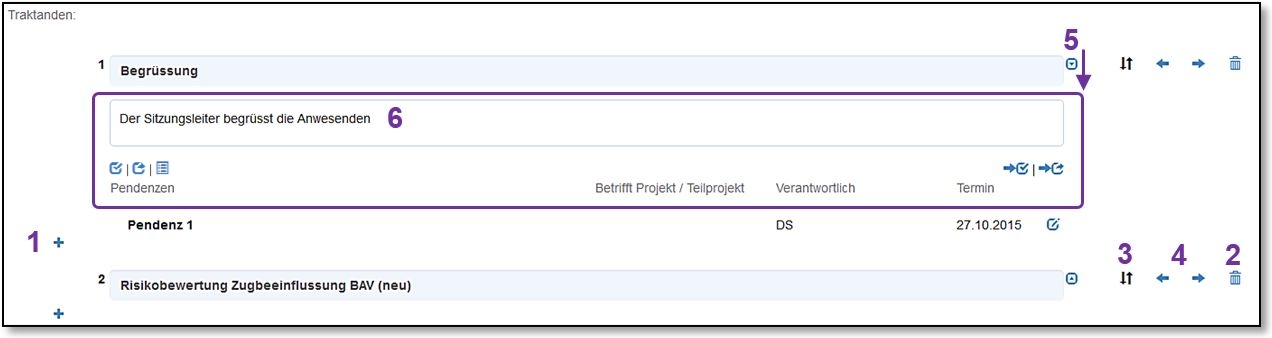 Traktanden:
5
1 Begrüssung
Der Sitzungsleiter begrüsst die Anwesenden 6
| | |
Pendenzen Betrifft Projekt / Teilprojekt Verantwortlich Termin
Pendenz 1 DS 27.10.2015
1
3 4 2
2 Risikobewertung Zugbeeinflussung BAV (neu)